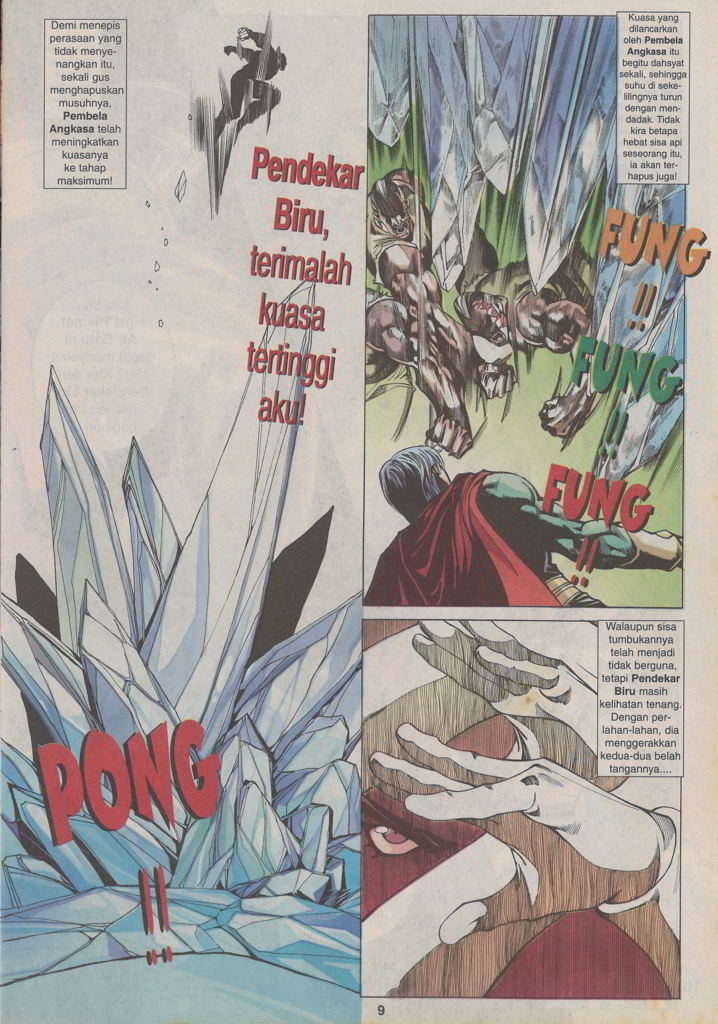 Demi menepis
perasaan yang
tidak menye-
nangkan itu,
sekali gus
menghapuskan
musuhnya,
Pembela
Angkasa telah
meningkatkan
kuasanya
ke tahap
maksimum!
Pendekar
Biru,
terimalah
kuasa
tertinggi
aku!
PONG
!!
Kuasa yang
dilancarkan
oleh Pembela
Angkasa itu
begitu dahsyat
sekali, sehingga
suhu di seke-
lilingnya turun
dengan men-
dadak. Tidak
kira betapa
hebat sisa api
seseorang itu,
ia akan ter-
hapus juga!
FUNG
!!
FUNG
!!
FUNG
!!
Walaupun sisa
tumbukannya
telah menjadi
tidak berguna,
tetapi Pendekar
Biru masih
kelihatan tenang.
Dengan per-
lahan-lahan, dia
menggerakkan
kedua-dua belah
tangannya....
9